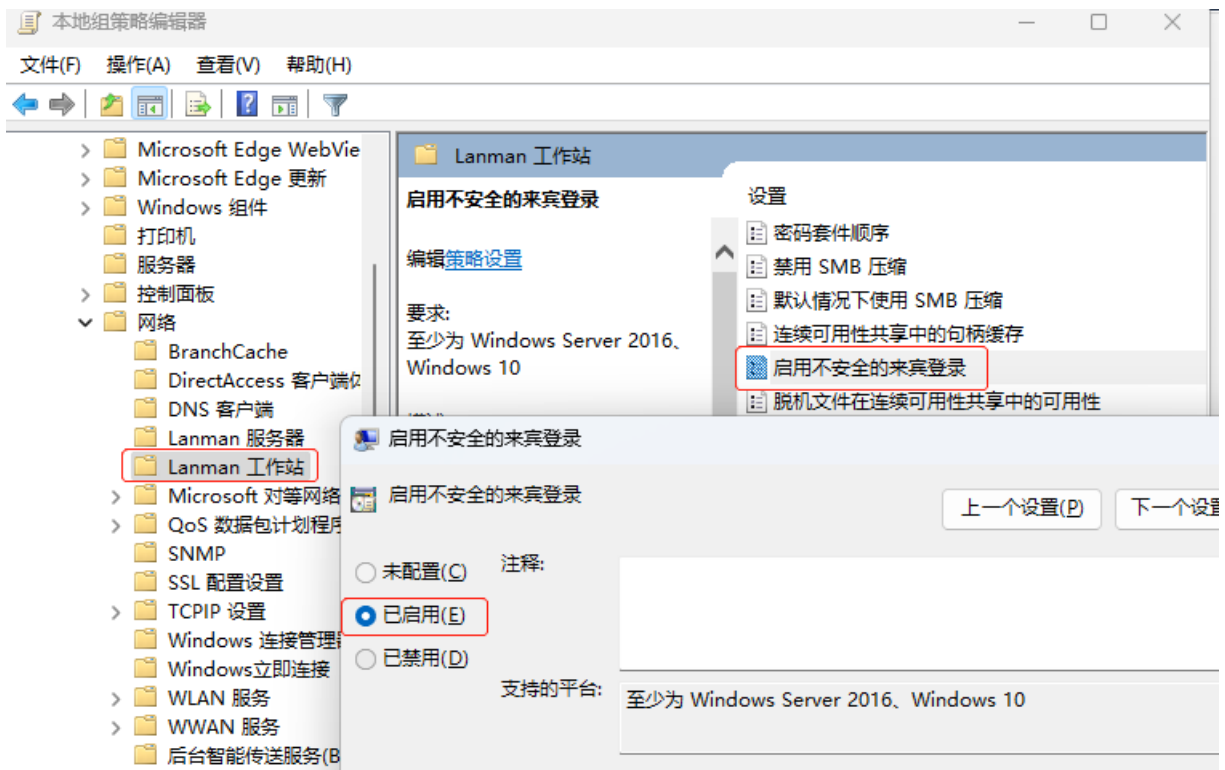 本地组策略编辑器
文件(F) 操作(A) 查看(V) 帮助(H)
Microsoft Edge WebVie
Microsoft Edge 更新
Windows 组件
打印机
服务器
控制面板
网络
BranchCache
DirectAccess 客户端
DNS 客户端
Lanman 服务器
Lanman 工作站
Microsoft 对等网络
QoS 数据包计划程序
SNMP
SSL 配置设置
TCPIP 设置
Windows 连接管理
Windows立即连接
WLAN 服务
WWAN 服务
后台智能传送服务(B
Lanman 工作站
启用不安全的来宾登录
编辑策略设置
要求:
至少为 Windows Server 2016、
Windows 10
设置
密码套件顺序
禁用 SMB 压缩
默认情况下使用 SMB 压缩
连续可用性共享中的句柄缓存
启用不安全的来宾登录
脱机文件在连续可用性共享中的可用性
启用不安全的来宾登录
启用不安全的来宾登录
上一个设置(P) 下一个设置
未配置(C)
已启用(E)
已禁用(D)
注释:
支持的平台:
至少为 Windows Server 2016、Windows 10